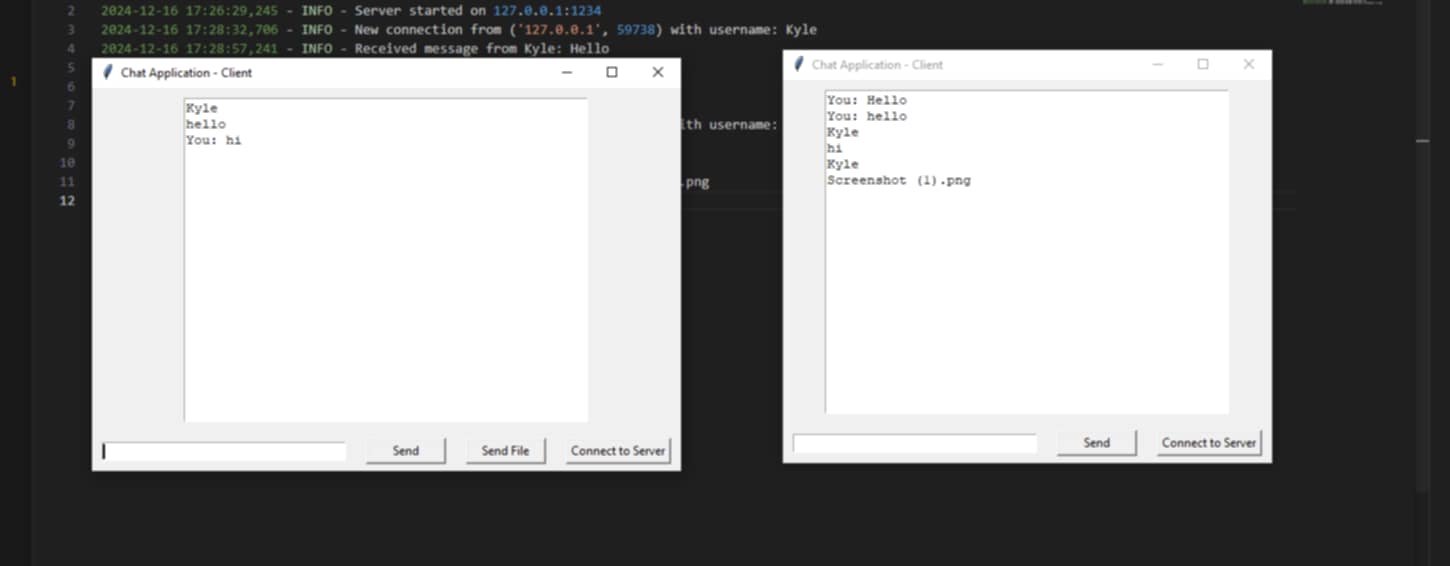 2 2024-12-16 17:26:29,245 - INFO - Server started on 127.0.0.1:1234
3 2024-12-16 17:28:32,706 - INFO - New connection from ('127.0.0.1', 59738) with username: Kyle
4 2024-12-16 17:28:57,241 - INFO - Received message from Kyle: Hello
5
1
6
7
8 ith username:
9
10
11 .png
12
Chat Application - Client
Kyle
hello
You: hi
Send
Send File
Connect to Server
Chat Application - Client
You: Hello
You: hello
Kyle
hi
Kyle
Screenshot (1).png
Send
Connect to Server